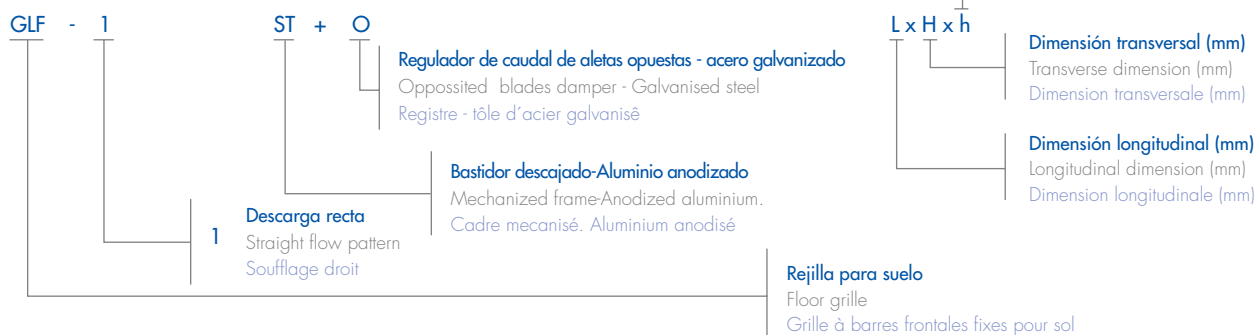 GLF - 1 ST + O L x H x h
Regulador de caudal de aletas opuestas - acero galvanizado
Oppossited blades damper - Galvanised steel
Registre - tôle d´acier galvanisê
Dimensión transversal (mm)
Transverse dimension (mm)
Dimension transversale (mm)
Dimensión longitudinal (mm)
Longitudinal dimension (mm)
Dimension longitudinale (mm)
Bastidor descajado-Aluminio anodizado
Mechanized frame-Anodized aluminium.
Cadre mecanisé. Aluminium anodisé
1
Descarga recta
Straight flow pattern
Soufflage droit
Rejilla para suelo
Floor grille
Grille à barres frontales fixes pour sol